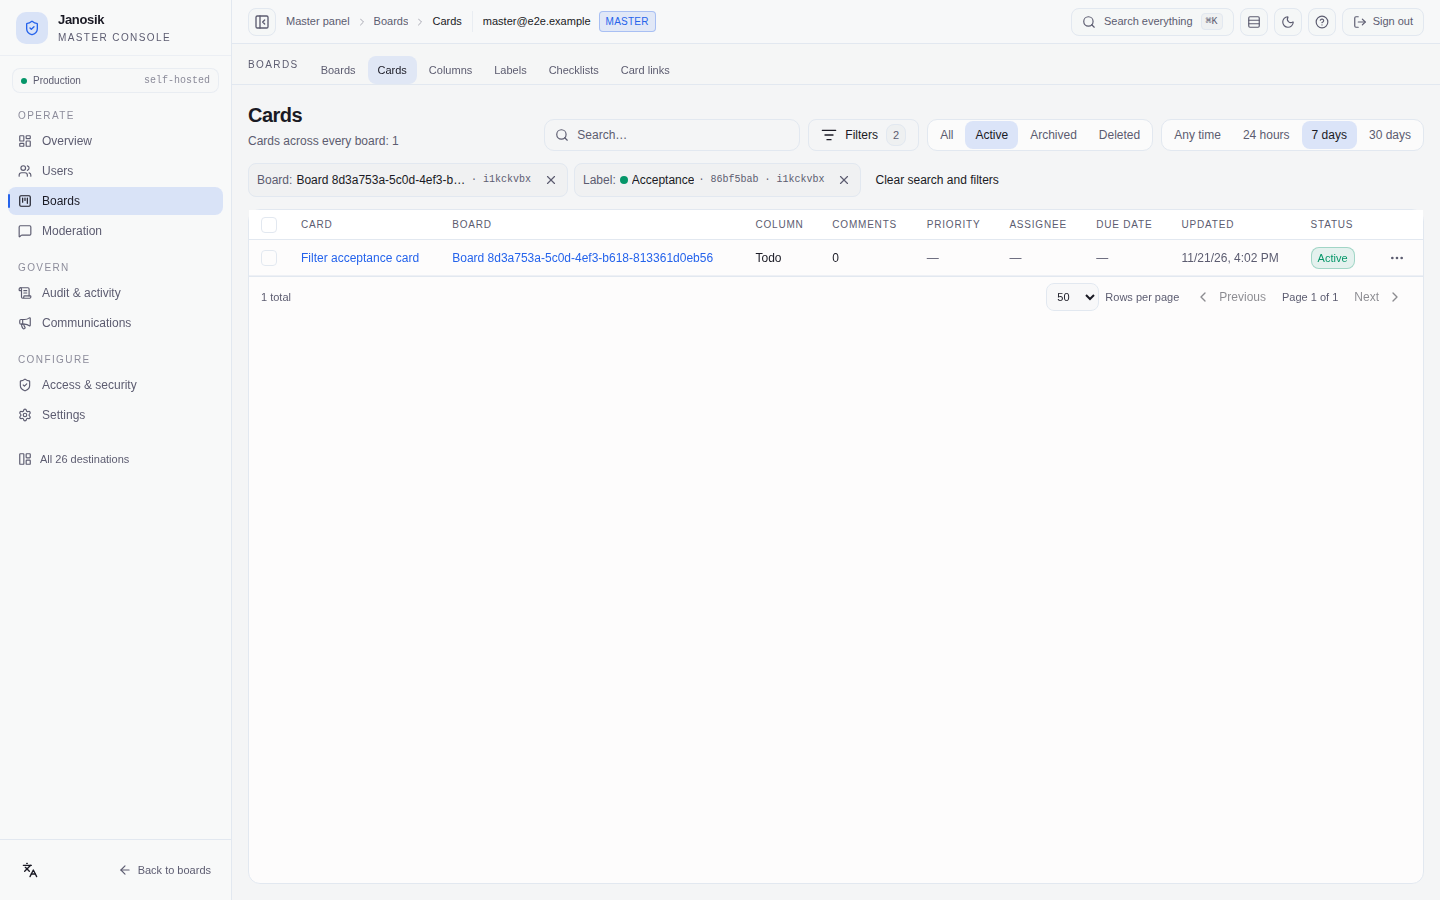 Janosik
MASTER CONSOLE
Production
self-hosted
OPERATE
Overview
Users
Boards
Moderation
GOVERN
Audit & activity
Communications
CONFIGURE
Access & security
Settings
All 26 destinations
Back to boards
Master panel Boards Cards master@e2e.example MASTER
Search everything ⌘K
Sign out
BOARDS Boards Cards Columns Labels Checklists Card links
Cards
Cards across every board: 1
Search…
Filters 2
All Active Archived Deleted
Any time 24 hours 7 days 30 days
Board: Board 8d3a753a-5c0d-4ef3-b… · i1kckvbx
Label: Acceptance · 86bf5bab · i1kckvbx
Clear search and filters
CARD BOARD COLUMN COMMENTS PRIORITY ASSIGNEE DUE DATE UPDATED STATUS
Filter acceptance card Board 8d3a753a-5c0d-4ef3-b618-813361d0eb56 Todo 0 — — — 11/21/26, 4:02 PM Active
1 total 50 Rows per page Previous Page 1 of 1 Next